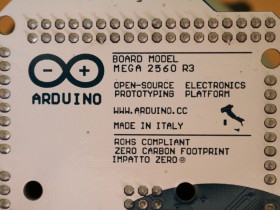 BOARD MODEL
MEGA 2560 R3
ARDUINO
OPEN-SOURCE ELECTRONICS
PROTOTYPING PLATFORM
WWW.ARDUINO.CC
MADE IN ITALY
ROHS COMPLIANT
ZERO CARBON FOOTPRINT
IMPATTO ZERO®